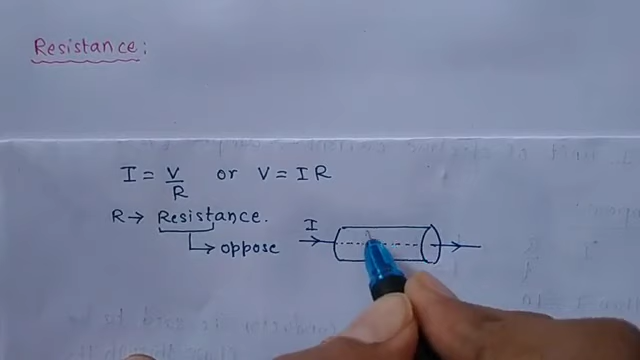 Resistance:
I = V/R or V = IR
R → Resistance.
↳ oppose
I